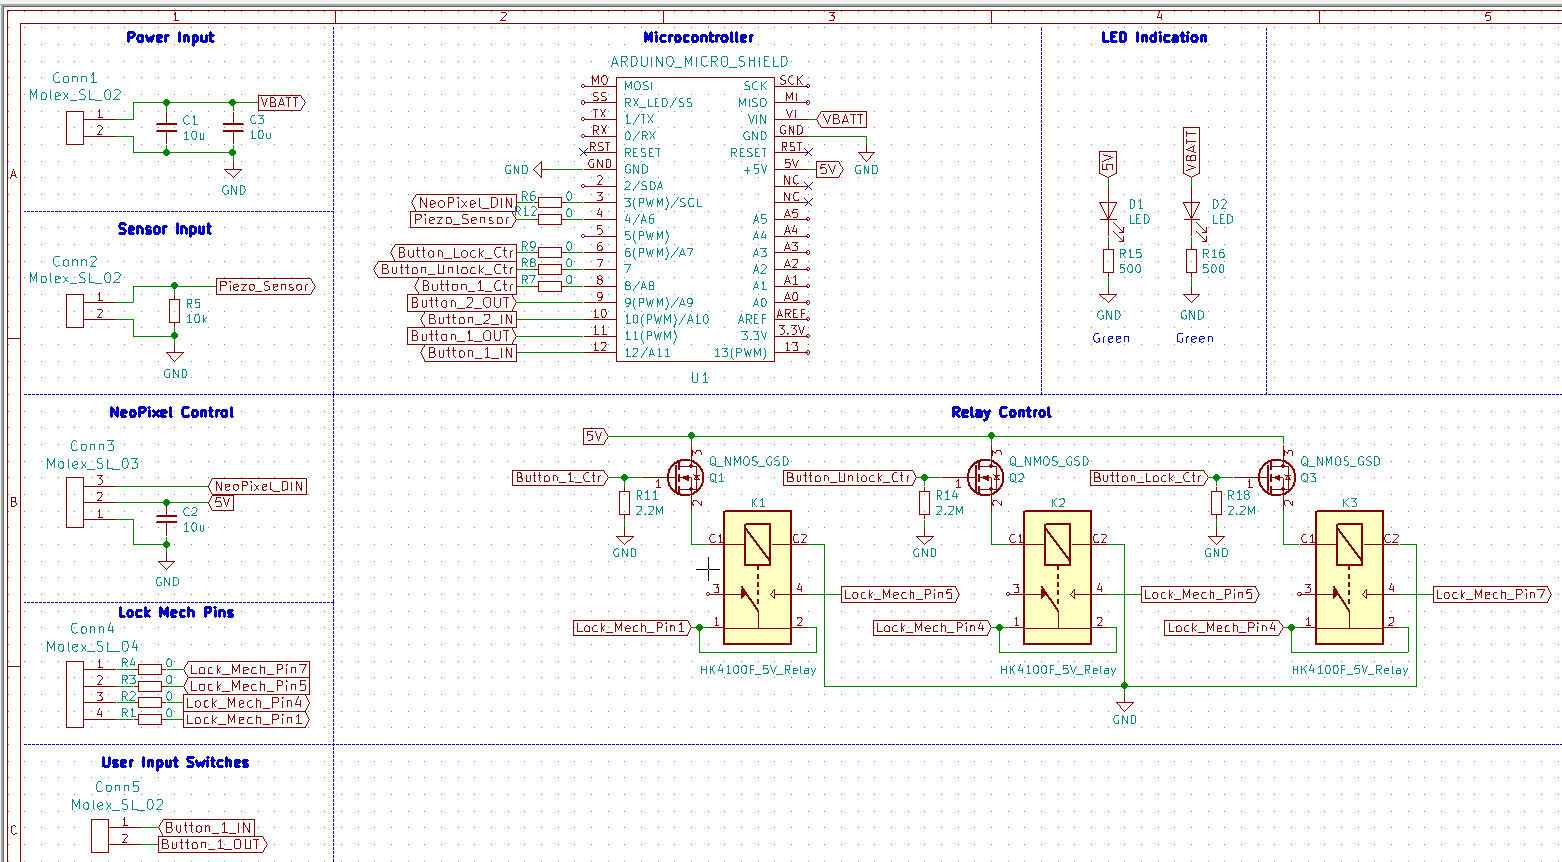 1 2 3 4 5
Power Input
Conn1
Molex_SL_02
1
2
C1
10u
C3
10u
VBATT
GND
A
Sensor Input
Conn2
Molex_SL_02
1
2
R5
10k
Piezo_Sensor
GND
Microcontroller
ARDUINO_MICRO_SHIELD
MO MOSI SCK SCK
SS RX_LED/SS MISO MI
TX 1/TX VIN VI VBATT
RX 0/RX GND GND
RST RESET RESET RST
GND GND GND +5V 5V 5V GND
2 2/SDA NC
NeoPixel_DIN R6 0 3 3(PWM)/SCL NC
Piezo_Sensor R12 0 4 4/A6 A5 A5
5 5(PWM) A4 A4
Button_Lock_Ctr R9 0 6 6(PWM)/A7 A3 A3
Button_Unlock_Ctr R8 0 7 7 A2 A2
Button_1_Ctr R7 0 8 8/A8 A1 A1
Button_2_OUT 9 9(PWM)/A9 A0 A0
Button_2_IN 10 10(PWM)/A10 AREF AREF
Button_1_OUT 11 11(PWM) 3.3V 3.3V
Button_1_IN 12 12/A11 13(PWM) 13
U1
LED Indication
5V
D1
LED
R15
500
GND
Green
VBATT
D2
LED
R16
500
GND
Green
NeoPixel Control
Conn3
Molex_SL_03
3 NeoPixel_DIN
2 5V
1
C2
10u
GND
B
Lock Mech Pins
Conn4
Molex_SL_04
1 R4 0 Lock_Mech_Pin7
2 R3 0 Lock_Mech_Pin5
3 R2 0 Lock_Mech_Pin4
4 R1 0 Lock_Mech_Pin1
Relay Control
5V
Button_1_Ctr
R11
2.2M
GND
1
3
2
Q_NMOS_GSD
Q1
K1
C1 C2
3 4
1 2
Lock_Mech_Pin5
Lock_Mech_Pin1
HK4100F_5V_Relay
Button_Unlock_Ctr
R14
2.2M
GND
1
3
2
Q_NMOS_GSD
Q2
K2
C1 C2
3 4
1 2
Lock_Mech_Pin5
Lock_Mech_Pin4
HK4100F_5V_Relay
GND
Button_Lock_Ctr
R18
2.2M
GND
1
3
2
Q_NMOS_GSD
Q3
K3
C1 C2
3 4
1 2
Lock_Mech_Pin7
Lock_Mech_Pin4
HK4100F_5V_Relay
User Input Switches
Conn5
Molex_SL_02
1 Button_1_IN
2 Button_1_OUT
C